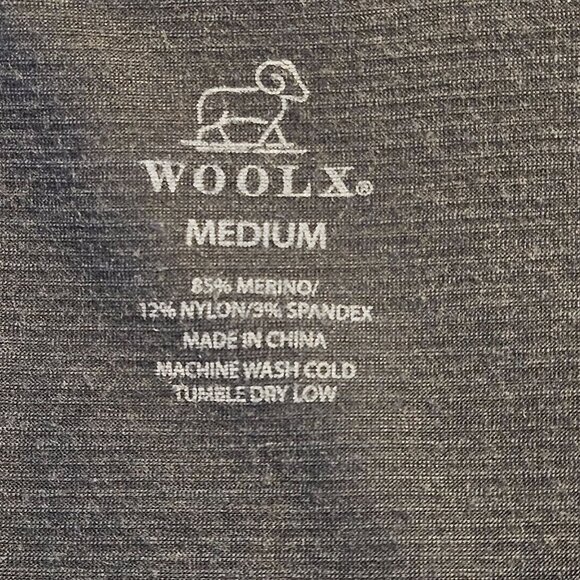 WOOLX®
MEDIUM
85% MERINO/
12% NYLON/3% SPANDEX
MADE IN CHINA
MACHINE WASH COLD
TUMBLE DRY LOW